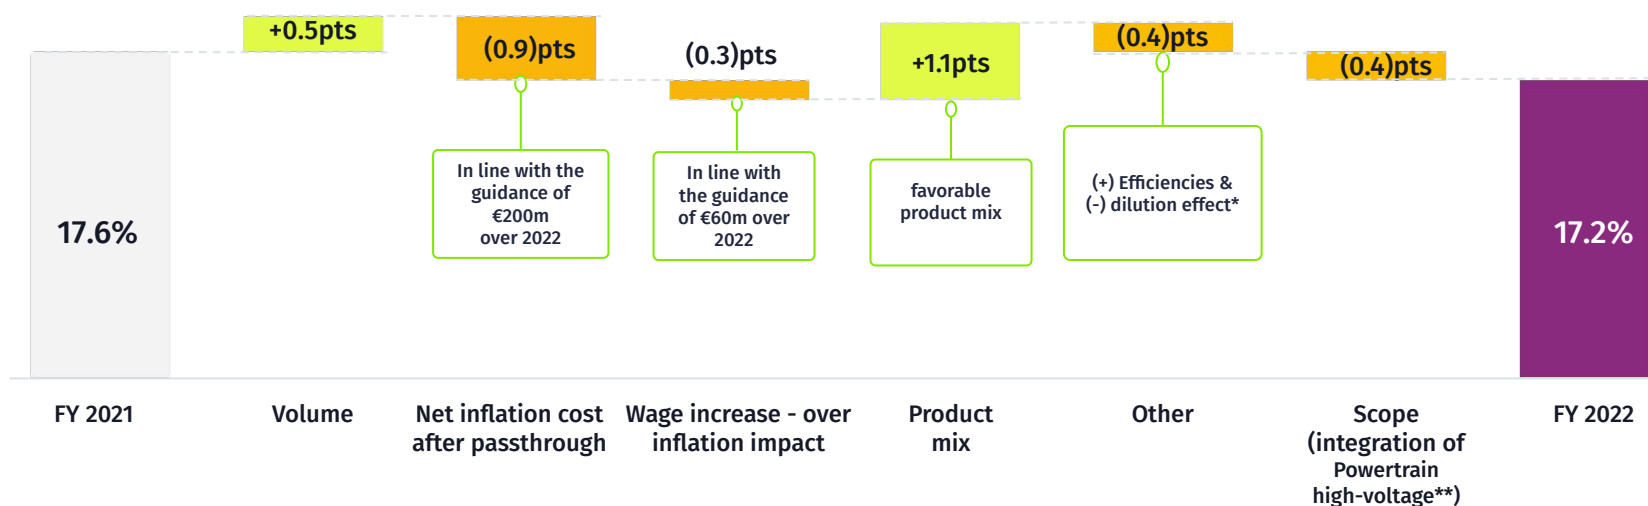 +0.5pts
(0.9)pts
(0.3)pts
+1.1pts
(0.4)pts
(0.4)pts
In line with the
guidance of
€200m
over 2022
In line with
the guidance
of €60m over
2022
favorable
product mix
(+) Efficiencies &
(-) dilution effect*
17.6%
17.2%
FY 2021
Volume
Net inflation cost
after passthrough
Wage increase - over
inflation impact
Product
mix
Other
Scope
(integration of
Powertrain
high-voltage**)
FY 2022